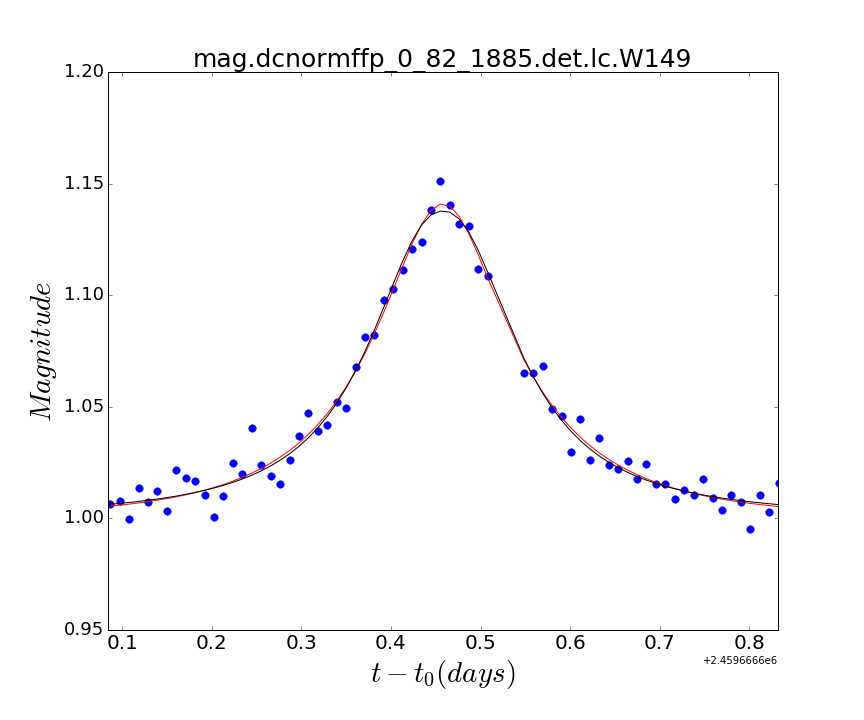 mag.dcnormffp_0_82_1885.det.lc.W149
1.20
1.15
1.10
1.05
1.00
0.95
Magnitude
0.1 0.2 0.3 0.4 0.5 0.6 0.7 0.8
+2.4596666e6
t − t₀(days)